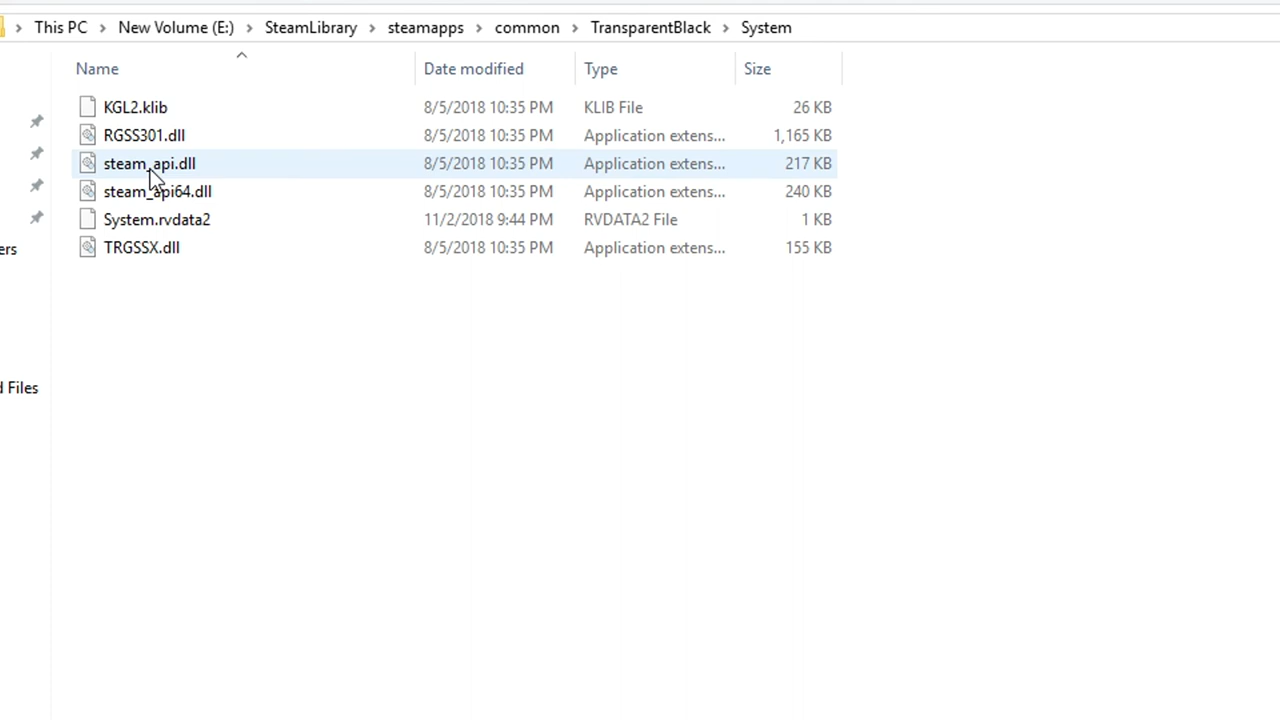 This PC > New Volume (E:) > SteamLibrary > steamapps > common > TransparentBlack > System
Name Date modified Type Size
KGL2.klib 8/5/2018 10:35 PM KLIB File 26 KB
RGSS301.dll 8/5/2018 10:35 PM Application extens... 1,165 KB
steam_api.dll 8/5/2018 10:35 PM Application extens... 217 KB
steam_api64.dll 8/5/2018 10:35 PM Application extens... 240 KB
System.rvdata2 11/2/2018 9:44 PM RVDATA2 File 1 KB
TRGSSX.dll 8/5/2018 10:35 PM Application extens... 155 KB
ers
d Files